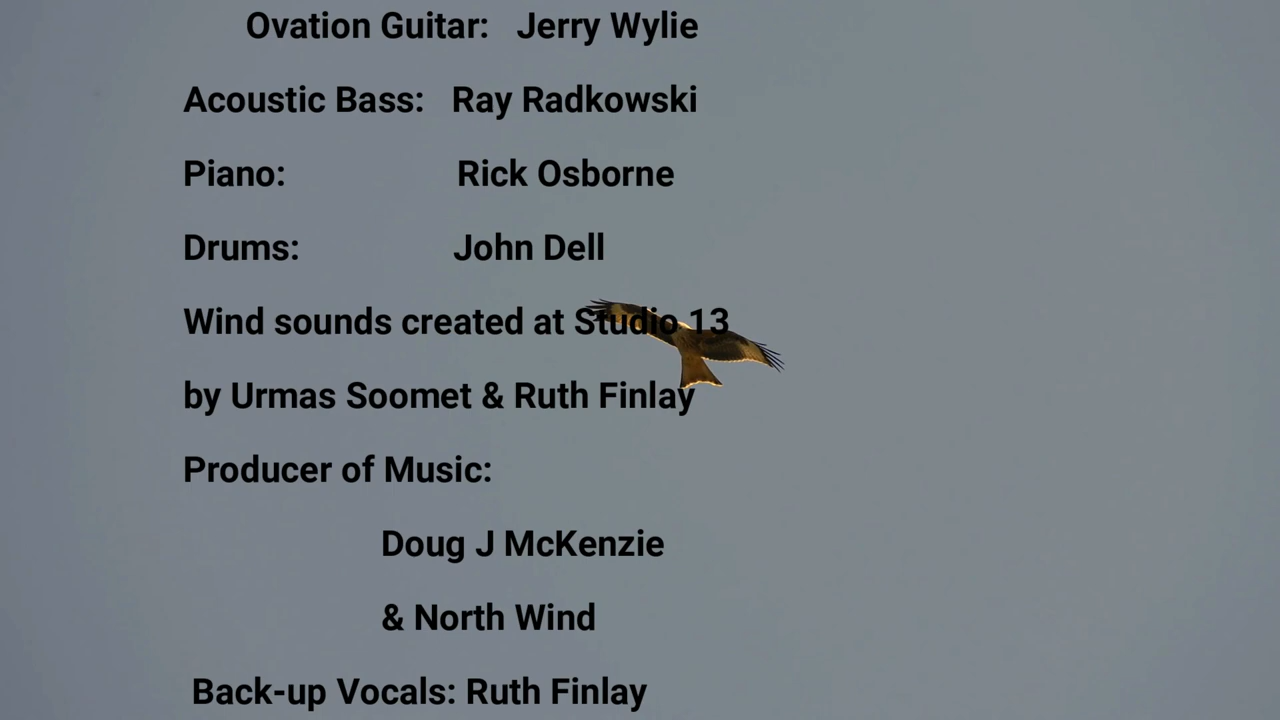 Ovation Guitar: Jerry Wylie
Acoustic Bass: Ray Radkowski
Piano: Rick Osborne
Drums: John Dell
Wind sounds created at Studio 13
by Urmas Soomet & Ruth Finlay
Producer of Music:
Doug J McKenzie
& North Wind
Back-up Vocals: Ruth Finlay